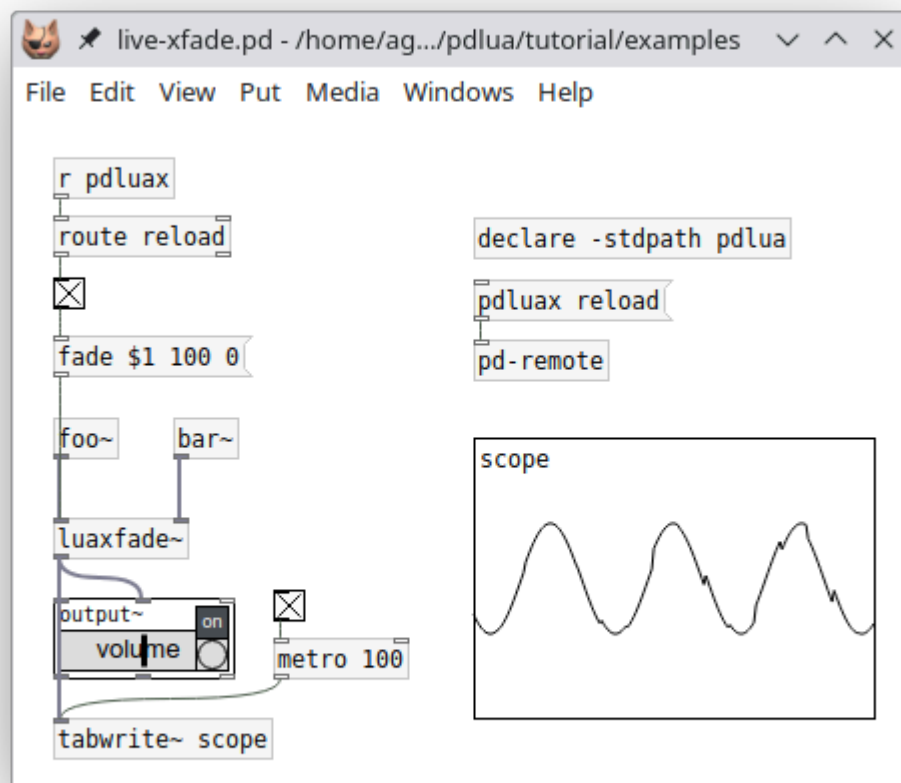 live-xfade.pd - /home/ag.../pdlua/tutorial/examples
File Edit View Put Media Windows Help
r pdluax
route reload
fade $1 100 0
foo~ bar~
luaxfade~
output~
on
volume
metro 100
tabwrite~ scope
declare -stdpath pdlua
pdluax reload
pd-remote
scope